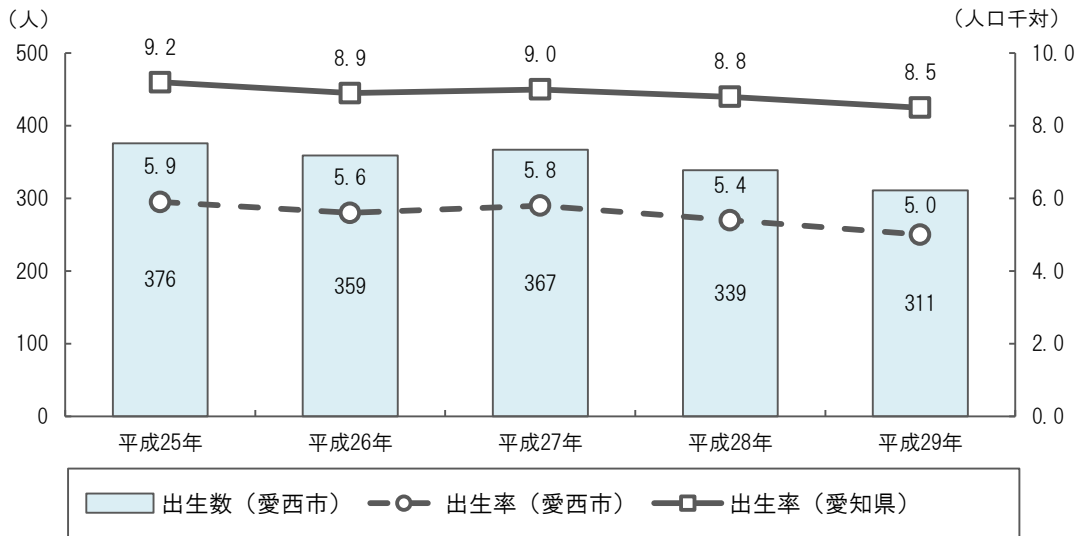 （人）
（人口千対）
500
400
300
200
100
0
10.0
8.0
6.0
4.0
2.0
0.0
9.2
8.9
9.0
8.8
8.5
5.9
5.6
5.8
5.4
5.0
376
359
367
339
311
平成25年
平成26年
平成27年
平成28年
平成29年
出生数（愛西市）
出生率（愛西市）
出生率（愛知県）